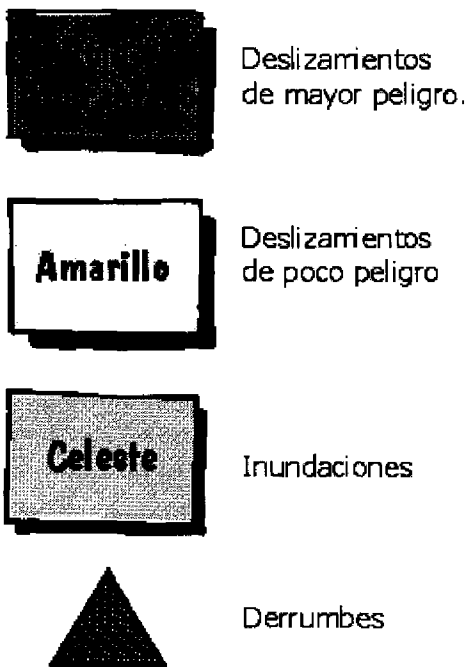 Deslizamientos
de mayor peligro.
Amarillo
Deslizamientos
de poco peligro
Celeste
Inundaciones
Derrumbes